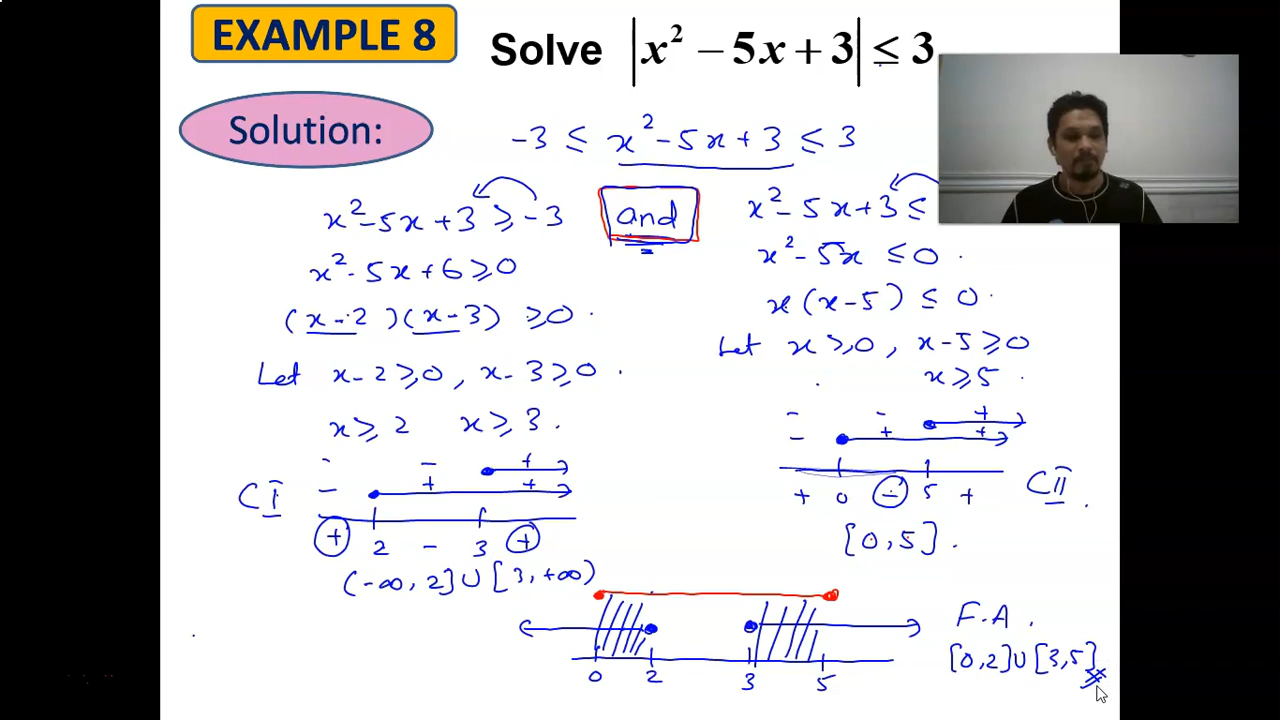 EXAMPLE 8
Solve |x² − 5x + 3| ≤ 3
Solution:
-3 ≤ x² - 5x + 3 ≤ 3
x² - 5x + 3 ≥ -3
x² - 5x + 6 ≥ 0
(x - 2)(x - 3) ≥ 0.
Let x - 2 ≥ 0, x - 3 ≥ 0.
x ≥ 2 x ≥ 3.
- - +
- + +
CI
+ 2 - 3 +
(-∞, 2] ∪ [3, +∞)
and
x² - 5x + 3 ≤
x² - 5x ≤ 0.
x(x - 5) ≤ 0.
Let x ≥ 0, x - 5 ≥ 0
x ≥ 5.
- - +
- + +
CII.
+ 0 - 5 +
[0, 5].
0 2 3 5
F.A.
[0, 2] ∪ [3, 5]